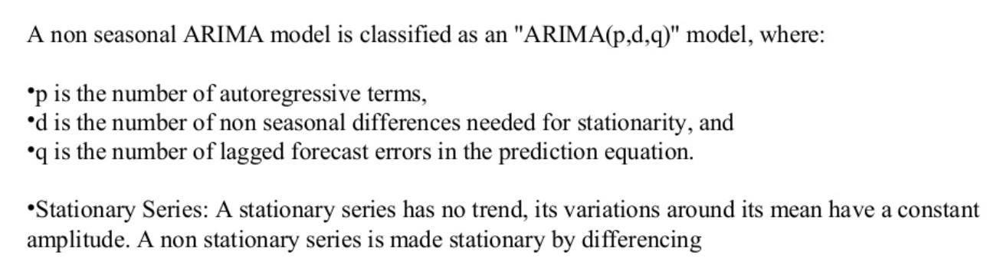 A non seasonal ARIMA model is classified as an "ARIMA(p,d,q)" model, where:
•p is the number of autoregressive terms,
•d is the number of non seasonal differences needed for stationarity, and
•q is the number of lagged forecast errors in the prediction equation.
•Stationary Series: A stationary series has no trend, its variations around its mean have a constant
amplitude. A non stationary series is made stationary by differencing